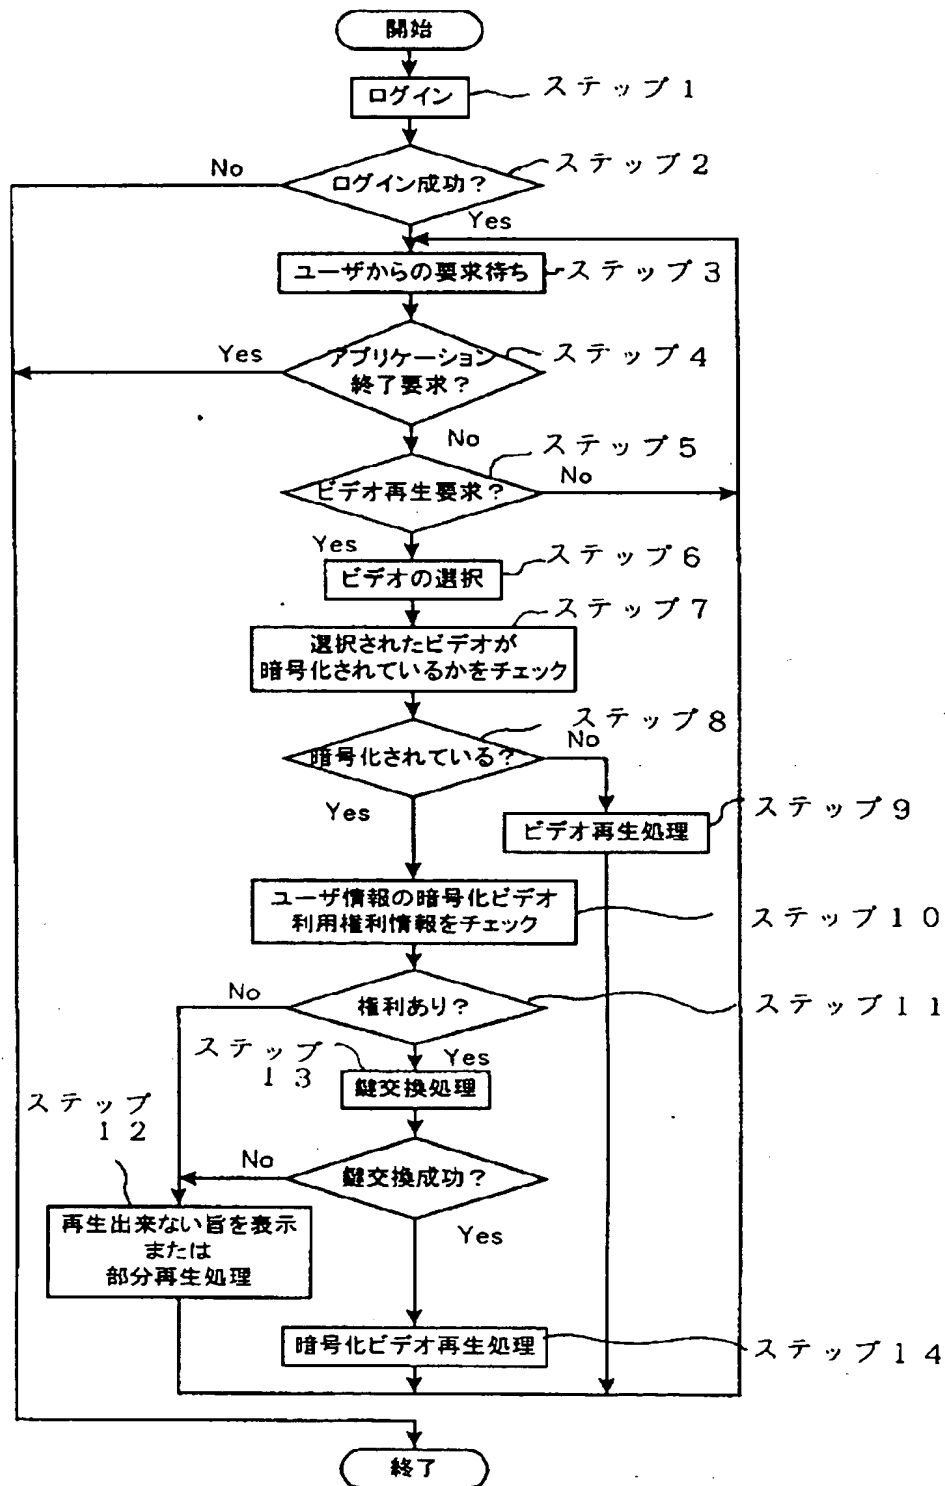 開始
ログイン
ステップ1
ログイン成功?
ステップ2
No
Yes
ユーザからの要求待ち
ステップ3
アプリケーション
終了要求?
ステップ4
Yes
No
ビデオ再生要求?
ステップ5
No
Yes
ビデオの選択
ステップ6
選択されたビデオが
暗号化されているかをチェック
ステップ7
暗号化されている?
ステップ8
No
Yes
ビデオ再生処理
ステップ9
ユーザ情報の暗号化ビデオ
利用権利情報をチェック
ステップ10
権利あり?
ステップ11
No
Yes
ステップ
13
鍵交換処理
ステップ
12
鍵交換成功?
No
Yes
再生出来ない旨を表示
または
部分再生処理
暗号化ビデオ再生処理
ステップ14
終了